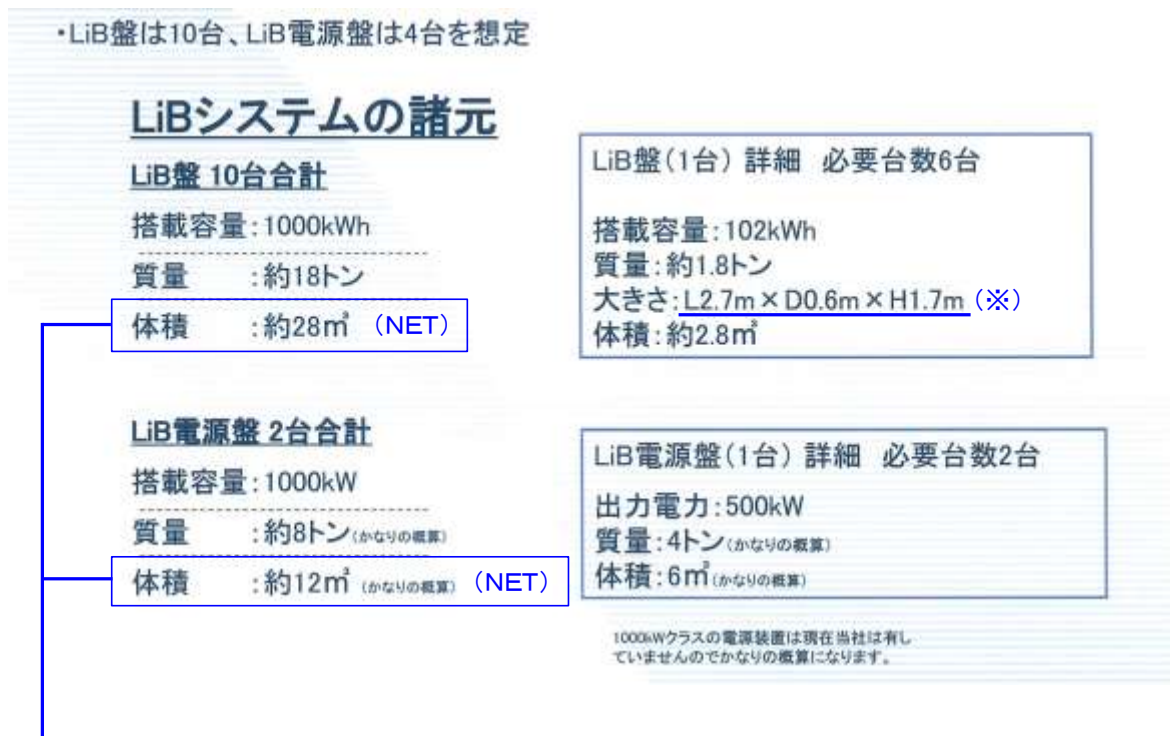 ・LiB盤は10台、LiB電源盤は4台を想定
LiBシステムの諸元
LiB盤 10台合計
搭載容量:1000kWh
質量 :約18トン
体積 :約28㎥ (NET)
LiB盤(1台) 詳細 必要台数6台
搭載容量:102kWh
質量:約1.8トン
大きさ:L2.7m×D0.6m×H1.7m(※)
体積:約2.8㎥
LiB電源盤 2台合計
搭載容量:1000kW
質量 :約8トン(かなりの概算)
体積 :約12㎥ (かなりの概算) (NET)
LiB電源盤(1台) 詳細 必要台数2台
出力電力:500kW
質量:4トン(かなりの概算)
体積:6㎥(かなりの概算)
1000kWクラスの電源装置は現在当社は有し
ていませんのでかなりの概算になります。